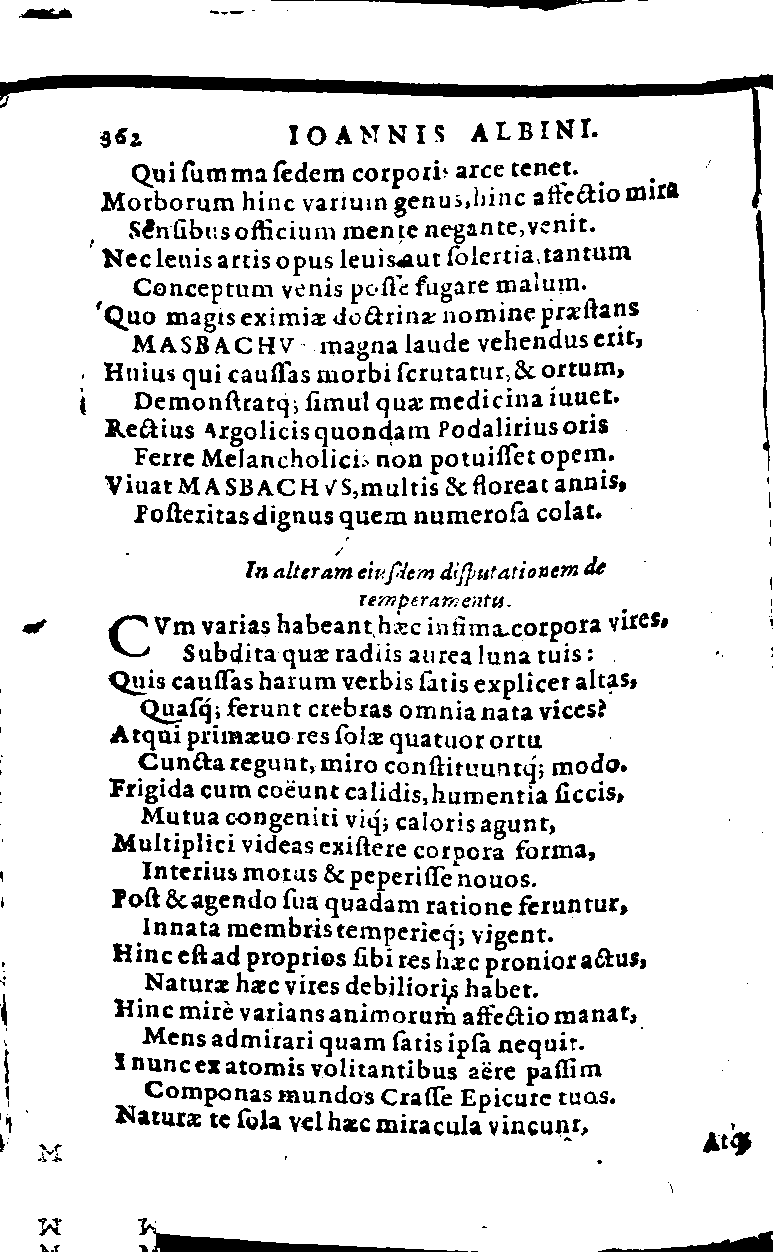 362 IOANNIS ALBINI.
Qui ſumma ſedem corporis arce tenet.
Morborum hinc varium genus, hinc affectio mira
Sēnſibus officium mente negante, venit.
Nec leuis artis opus leuis aut ſolertia, tantum
Conceptum venis poſſe fugare malum.
Quo magis eximiæ doctrinæ nomine præſtans
MASBACHV magna laude vehendus erit,
Huius qui cauſſas morbi ſcrutatur, & ortum,
Demonſtratq́; ſimul quæ medicina iuuet.
Rectius Argolicis quondam Podalirius oris
Ferre Melancholicis non potuiſſet opem.
Viuat MASBACHVS, multis & floreat annis,
Poſteritas dignus quem numeroſa colat.
In alteram eiuſdem diſputationem de
temperamentis.
CVm varias habeant hæc infima corpora vires,
Subdita quæ radiis aurea luna tuis:
Quis cauſſas harum verbis ſatis explicet altas,
Quaſq́; ferunt crebras omnia nata vices?
Atqui primæuo res ſolæ quatuor ortu
Cuncta regunt, miro conſtituuntq́; modo.
Frigida cum coëunt calidis, humentia ſiccis,
Mutua congeniti viq́; caloris agunt,
Multiplici videas exiſtere corpora forma,
Interius motus & peperiſſe nouos.
Poſt & agendo ſua quadam ratione feruntur,
Innata membris temperieq́; vigent.
Hinc eſt ad proprios ſibi res hæc pronior actus,
Naturæ hæc vires debilioris habet.
Hinc mirè varians animorum affectio manat,
Mens admirari quam ſatis ipſa nequit.
I nunc ex atomis volitantibus aëre paſſim
Componas mundos Craſſe Epicure tuos.
Naturæ te ſola vel hæc miracula vincunt,
Atq́;